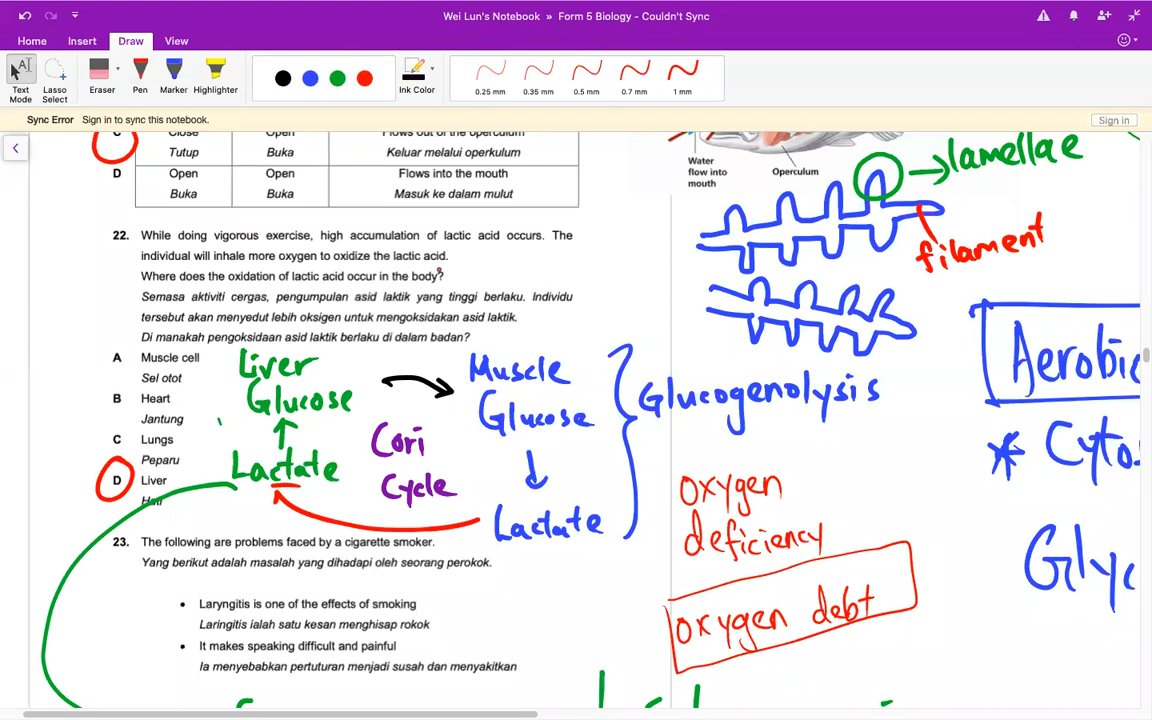 Wei Lun's Notebook » Form 5 Biology - Couldn't Sync
Home Insert Draw View
Text Mode
Lasso Select
Eraser
Pen
Marker
Highlighter
Ink Color
0.25 mm 0.35 mm 0.5 mm 0.7 mm 1 mm
Sync Error Sign in to sync this notebook.
Sign in
C Close Open Flows out of the operculum
Tutup Buka Keluar melalui operkulum
D Open Open Flows into the mouth
Buka Buka Masuk ke dalam mulut
Water
flow into
mouth
Operculum
lamellae
filament
22. While doing vigorous exercise, high accumulation of lactic acid occurs. The
individual will inhale more oxygen to oxidize the lactic acid.
Where does the oxidation of lactic acid occur in the body?
Semasa aktiviti cergas, pengumpulan asid laktik yang tinggi berlaku. Individu
tersebut akan menyedut lebih oksigen untuk mengoksidakan asid laktik.
Di manakah pengoksidaan asid laktik berlaku di dalam badan?
A Muscle cell
Sel otot
B Heart
Jantung
C Lungs
Peparu
D Liver
Hati
Liver
Glucose
Lactate
Cori
Cycle
Muscle
Glucose
Lactate
Glucogenolysis
oxygen
deficiency
oxygen debt
Aerobic
* Cyto
Glyc
23. The following are problems faced by a cigarette smoker.
Yang berikut adalah masalah yang dihadapi oleh seorang perokok.
• Laryngitis is one of the effects of smoking
Laringitis ialah satu kesan menghisap rokok
• It makes speaking difficult and painful
Ia menyebabkan pertuturan menjadi susah dan menyakitkan